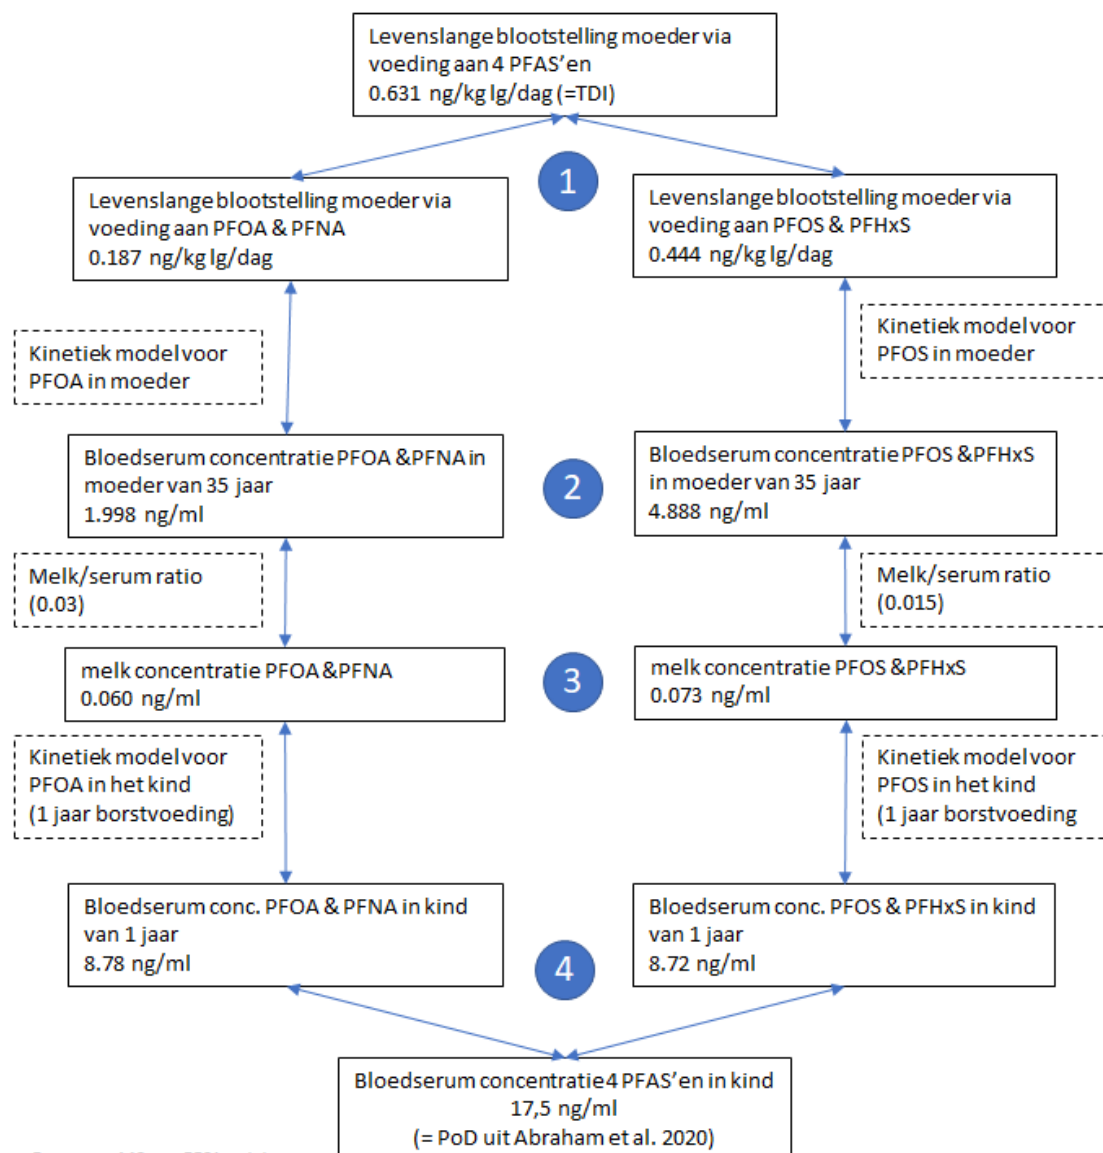 Levenslange blootstelling moeder via
voeding aan 4 PFAS'en
0.631 ng/kg lg/dag (=TDI)
1
Levenslange blootstelling moeder via
voeding aan PFOA & PFNA
0.187 ng/kg lg/dag
Levenslange blootstelling moeder via
voeding aan PFOS & PFHxS
0.444 ng/kg lg/dag
Kinetiek model voor
PFOA in moeder
Kinetiek model voor
PFOS in moeder
Bloedserum concentratie PFOA &PFNA in
moeder van 35 jaar
1.998 ng/ml
2
Bloedserum concentratie PFOS &PFHxS
in moeder van 35 jaar
4.888 ng/ml
Melk/serum ratio
(0.03)
Melk/serum ratio
(0.015)
melk concentratie PFOA &PFNA
0.060 ng/ml
3
melk concentratie PFOS &PFHxS
0.073 ng/ml
Kinetiek model voor
PFOA in het kind
(1 jaar borstvoeding)
Kinetiek model voor
PFOS in het kind
(1 jaar borstvoeding
Bloedserum conc. PFOA & PFNA in kind
van 1 jaar
8.78 ng/ml
4
Bloedserum conc. PFOS & PFHxS in kind
van 1 jaar
8.72 ng/ml
Bloedserum concentratie 4 PFAS'en in kind
17,5 ng/ml
(= PoD uit Abraham et al. 2020)